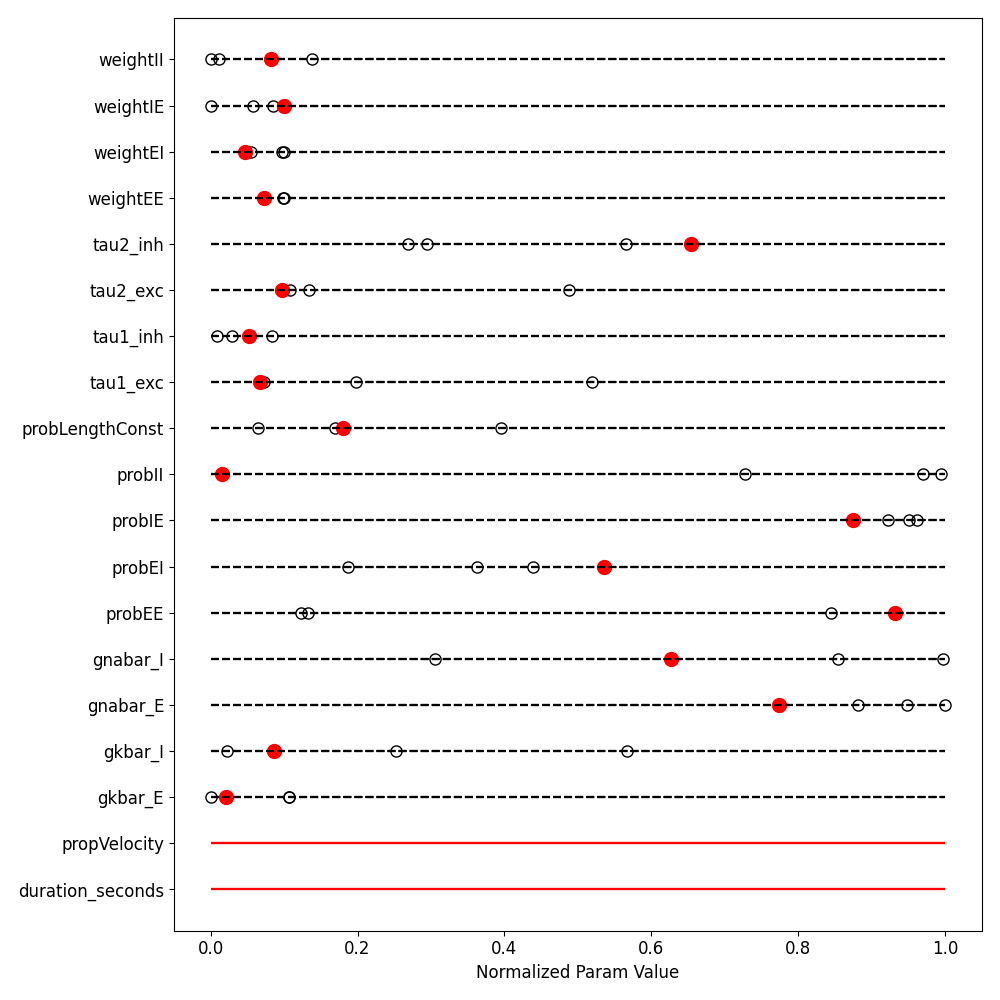 weightII
weightIE
weightEI
weightEE
tau2_inh
tau2_exc
tau1_inh
tau1_exc
probLengthConst
probII
probIE
probEI
probEE
gnabar_I
gnabar_E
gkbar_I
gkbar_E
propVelocity
duration_seconds
0.0 0.2 0.4 0.6 0.8 1.0
Normalized Param Value